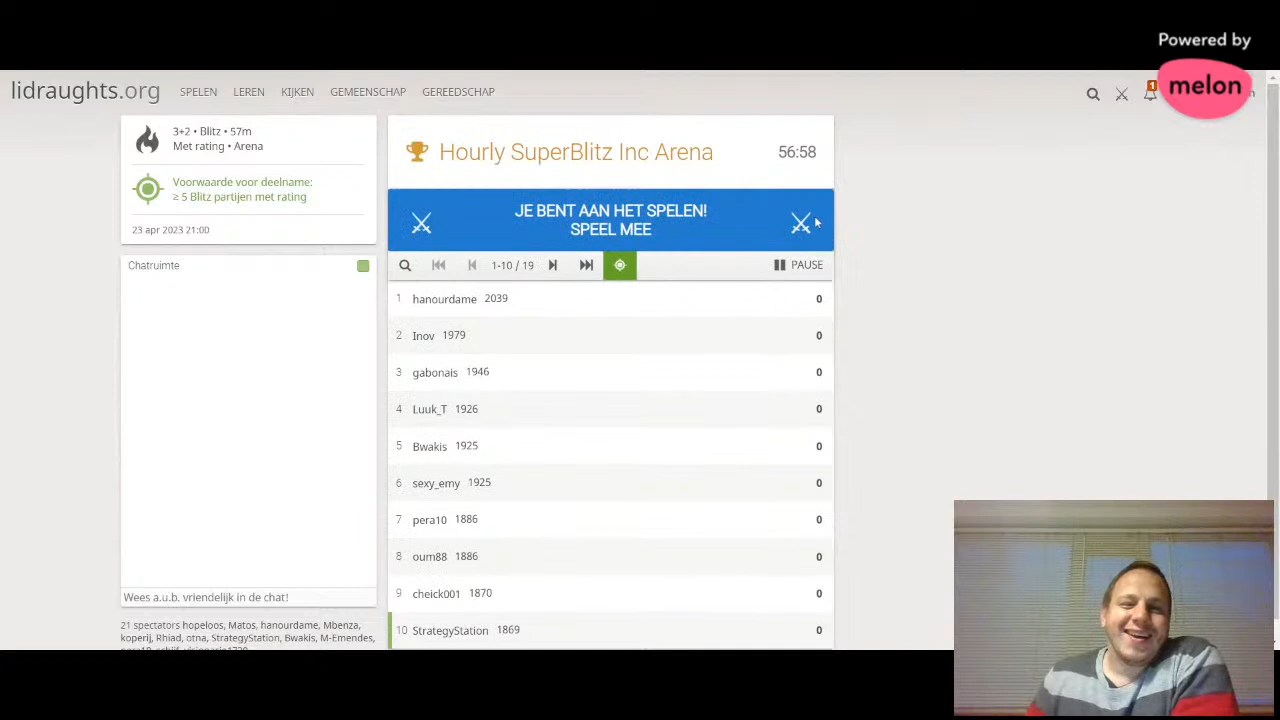 Powered by
melon
lidraughts.org SPELEN LEREN KIJKEN GEMEENSCHAP GEREEDSCHAP
1
3+2 • Blitz • 57m
Met rating • Arena
Voorwaarde voor deelname:
≥ 5 Blitz partijen met rating
23 apr 2023 21:00
Chatruimte
Wees a.u.b. vriendelijk in de chat!
21 spectators hopeloos, Matos, hanourdame, Mbenza,
koperij, Rhiad, otna, StrategyStation, Bwakis, M-Emendes,
Hourly SuperBlitz Inc Arena 56:58
JE BENT AAN HET SPELEN!
SPEEL MEE
1-10 / 19 PAUSE
1 hanourdame 2039 0
2 Inov 1979 0
3 gabonais 1946 0
4 Luuk_T 1926 0
5 Bwakis 1925 0
6 sexy_emy 1925 0
7 pera10 1886 0
8 oum88 1886 0
9 cheick001 1870 0
10 StrategyStation 1869 0